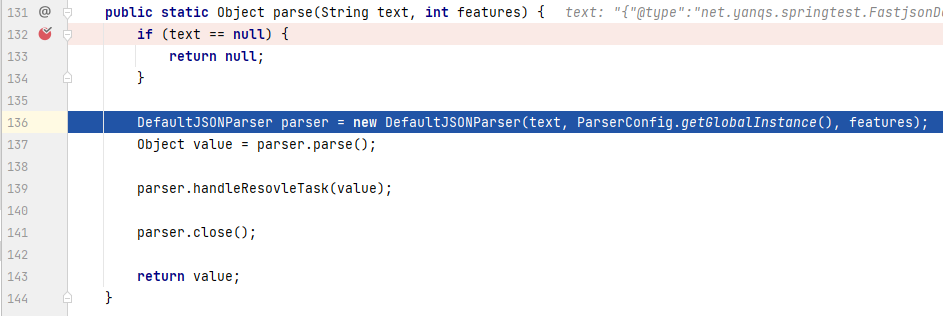 131 @ public static Object parse(String text, int features) { text: "{"@type":"net.yanqs.springtest.FastjsonD
132 if (text == null) {
133 return null;
134 }
135
136 DefaultJSONParser parser = new DefaultJSONParser(text, ParserConfig.getGlobalInstance(), features);
137 Object value = parser.parse();
138
139 parser.handleResovleTask(value);
140
141 parser.close();
142
143 return value;
144 }